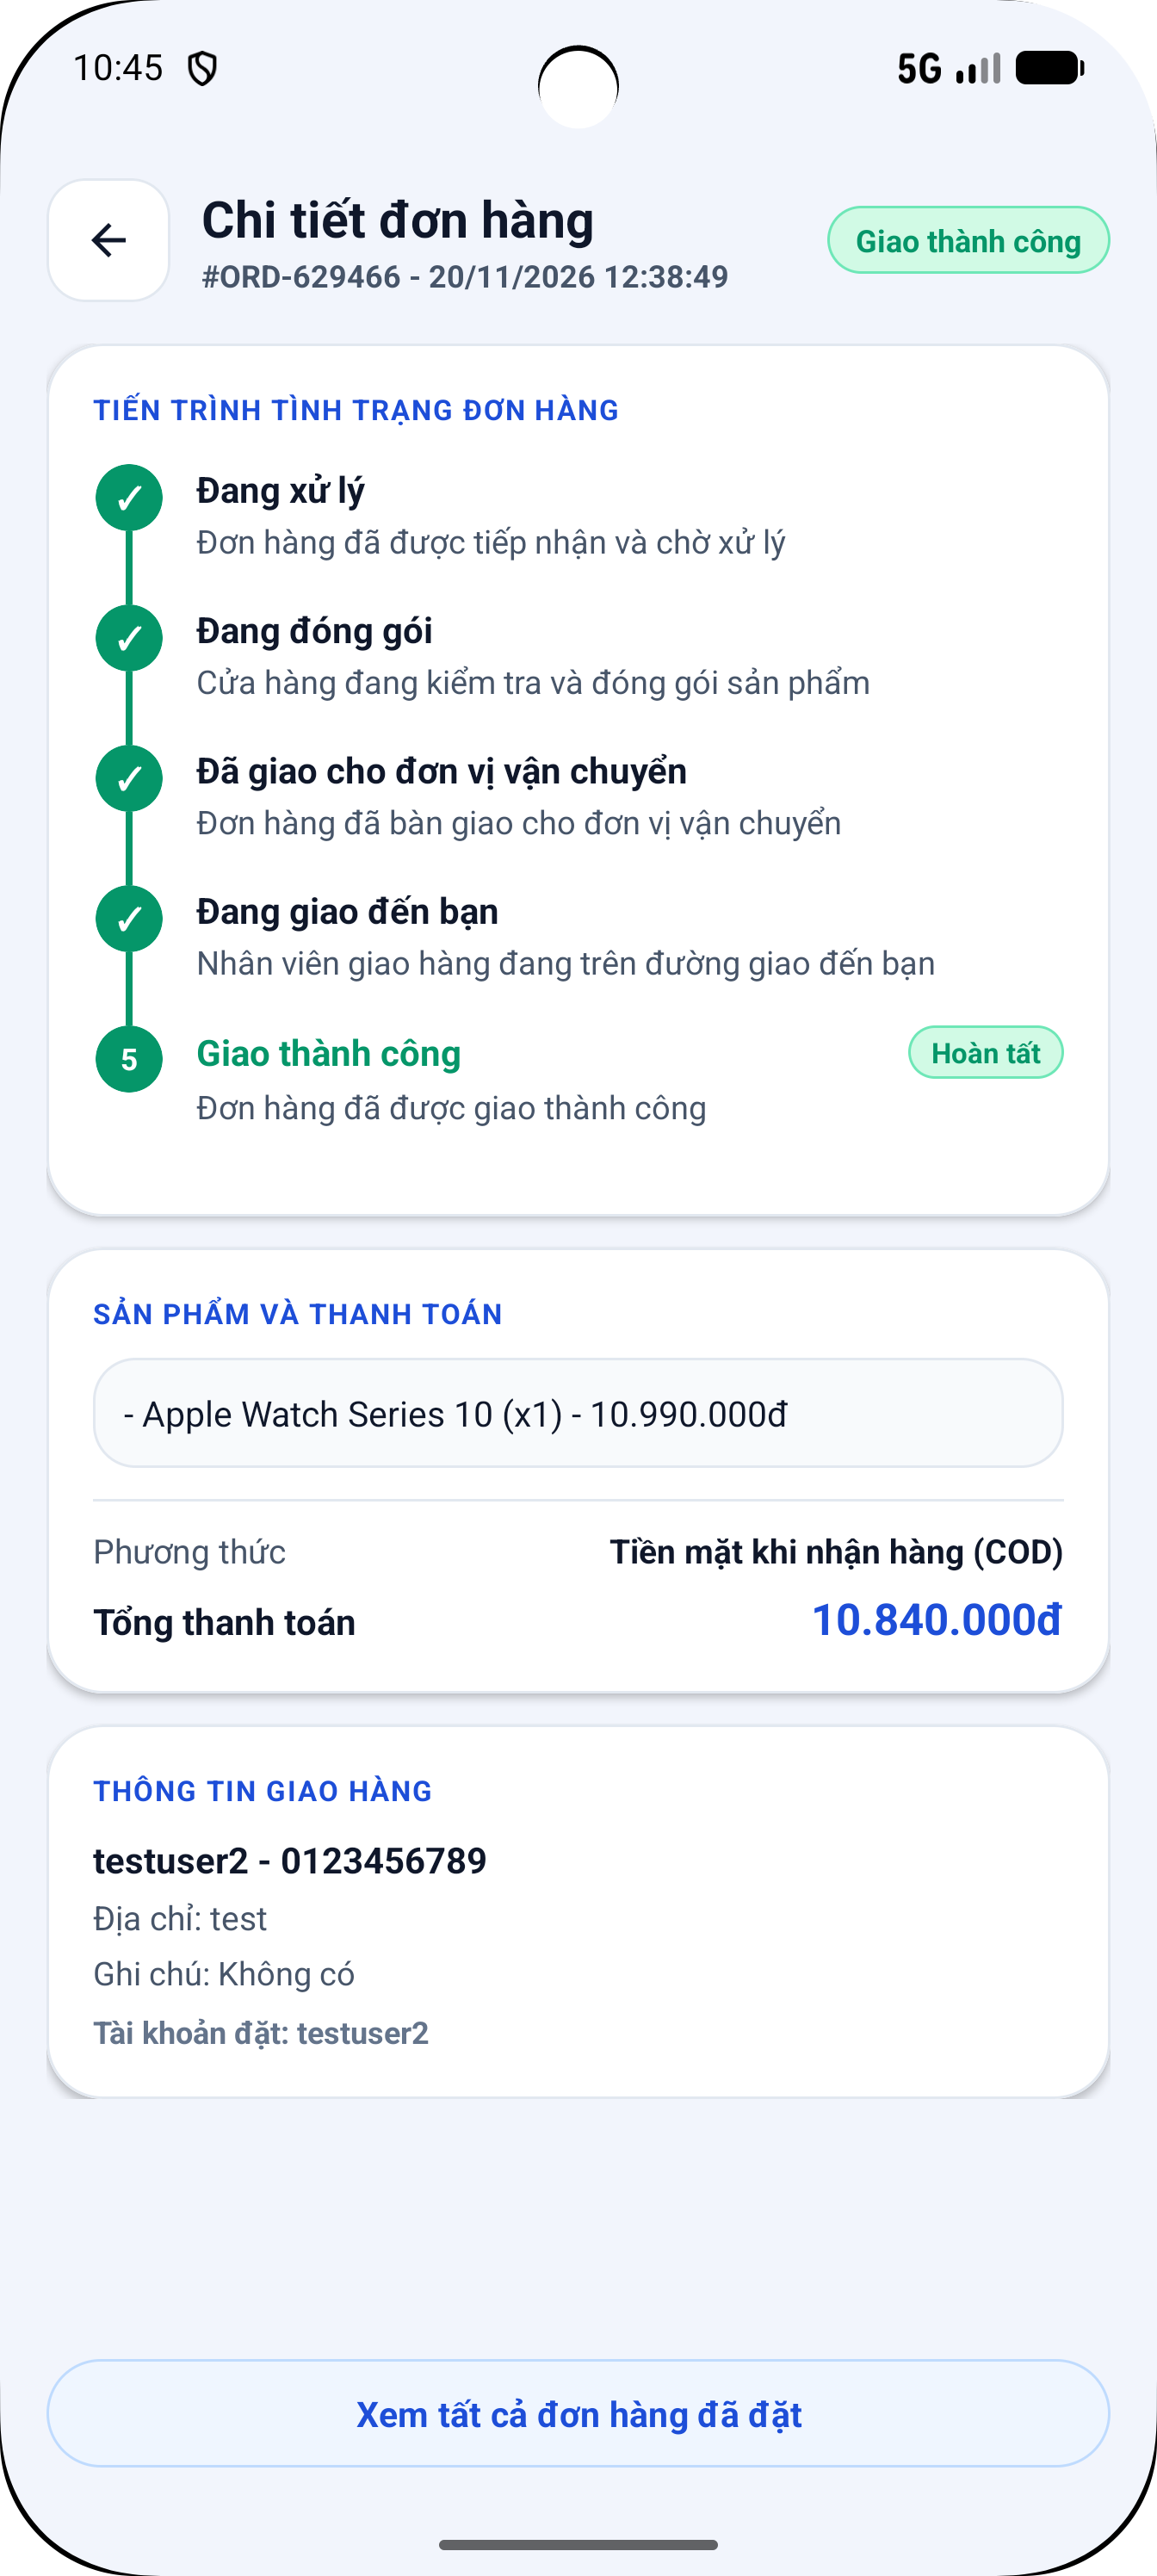 10:45
5G
Chi tiết đơn hàng
#ORD-629466 - 20/11/2026 12:38:49
Giao thành công
TIẾN TRÌNH TÌNH TRẠNG ĐƠN HÀNG
✓ Đang xử lý
Đơn hàng đã được tiếp nhận và chờ xử lý
✓ Đang đóng gói
Cửa hàng đang kiểm tra và đóng gói sản phẩm
✓ Đã giao cho đơn vị vận chuyển
Đơn hàng đã bàn giao cho đơn vị vận chuyển
✓ Đang giao đến bạn
Nhân viên giao hàng đang trên đường giao đến bạn
5 Giao thành công Hoàn tất
Đơn hàng đã được giao thành công
SẢN PHẨM VÀ THANH TOÁN
- Apple Watch Series 10 (x1) - 10.990.000đ
Phương thức Tiền mặt khi nhận hàng (COD)
Tổng thanh toán 10.840.000đ
THÔNG TIN GIAO HÀNG
testuser2 - 0123456789
Địa chỉ: test
Ghi chú: Không có
Tài khoản đặt: testuser2
Xem tất cả đơn hàng đã đặt